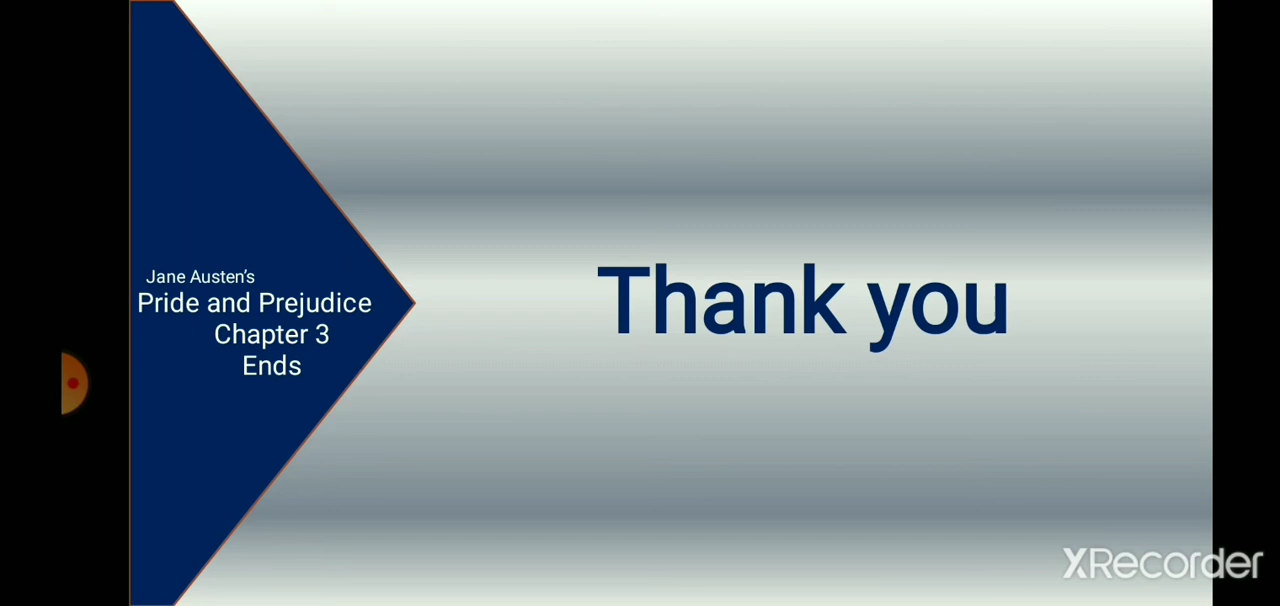 Jane Austen's
Pride and Prejudice
Chapter 3
Ends
Thank you
XRecorder